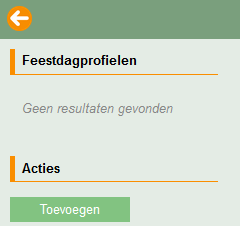 Feestdagprofielen
Geen resultaten gevonden
Acties
Toevoegen